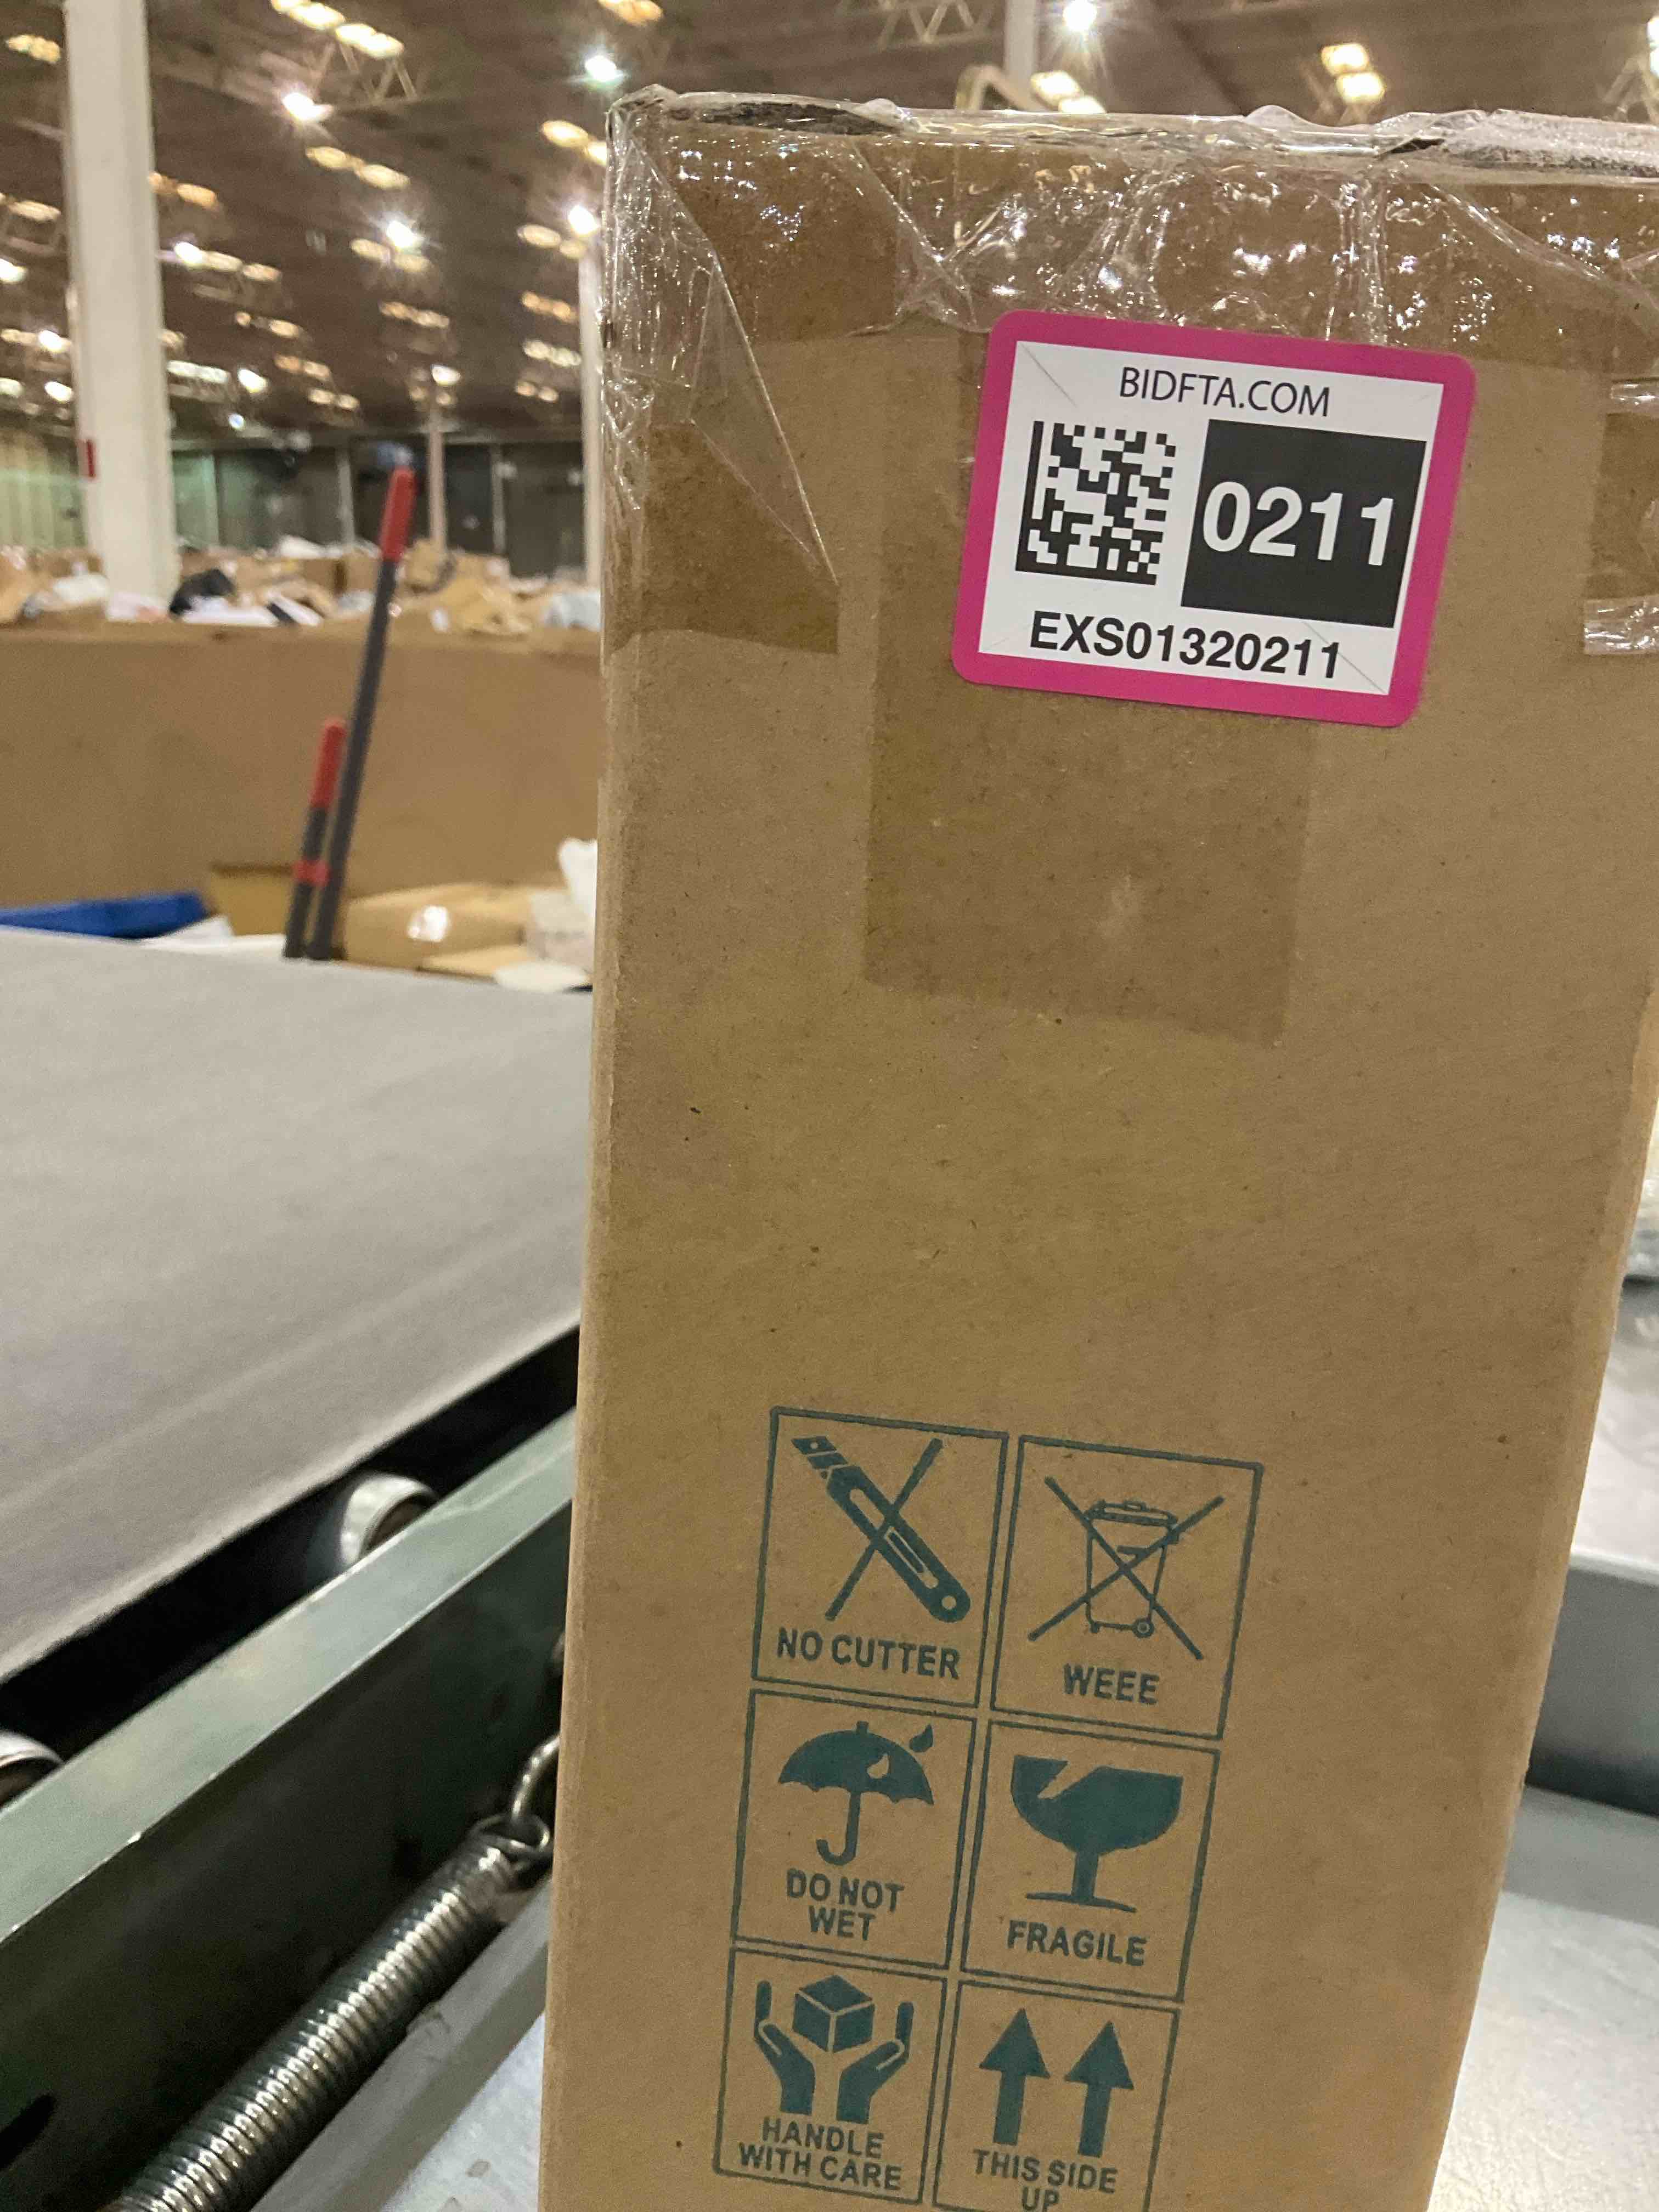 BIDFTA.COM
0211
EXS01320211
NO CUTTER
WEEE
DO NOT
WET
FRAGILE
HANDLE
WITH CARE
THIS SIDE
UP